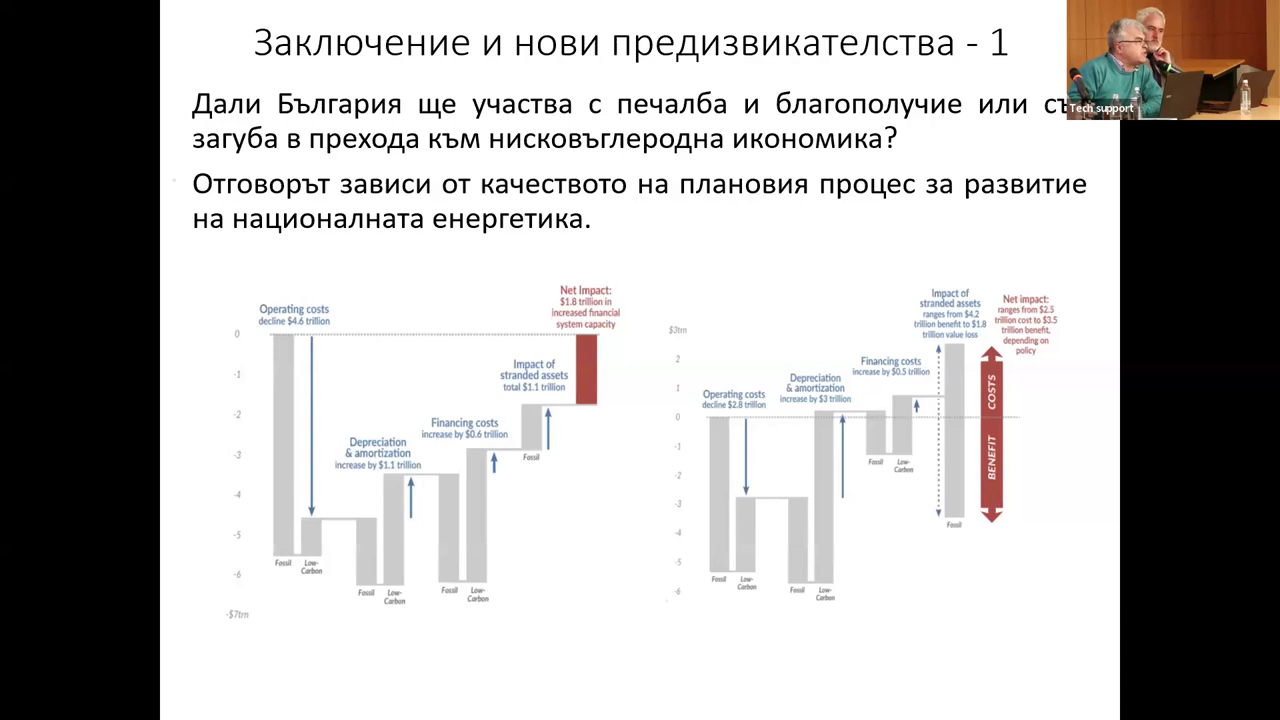 Заключение и нови предизвикателства - 1
Tech support
Дали България ще участва с печалба и благополучие или
загуба в прехода към нисковъглеродна икономика?
Отговорът зависи от качеството на плановия процес за развитие
на националната енергетика.
Operating costs
decline $4.6 trillion
Net Impact:
$1.8 trillion in
increased financial
system capacity
Impact of
stranded assets
total $1.1 trillion
Financing costs
increase by $0.6 trillion
Depreciation
& amortization
increase by $1.1 trillion
0
-1
-2
-3
-4
-5
-6
-$7trn
Fossil
Low-
Carbon
Fossil
Low-
Carbon
Fossil
Low-
Carbon
Fossil
Impact of
stranded assets
ranges from $4.2
trillion benefit to $1.8
trillion value loss
Net impact:
ranges from $2.5
trillion cost to $3.5
trillion benefit,
depending on
policy
Financing costs
increase by $0.5 trillion
Depreciation
& amortization
increase by $3 trillion
Operating costs
decline $2.8 trillion
$3trn
2
1
0
-1
-2
-3
-4
-5
-6
Fossil
Low-
Carbon
Fossil
Low-
Carbon
Fossil
Low-
Carbon
Fossil
COSTS
BENEFIT